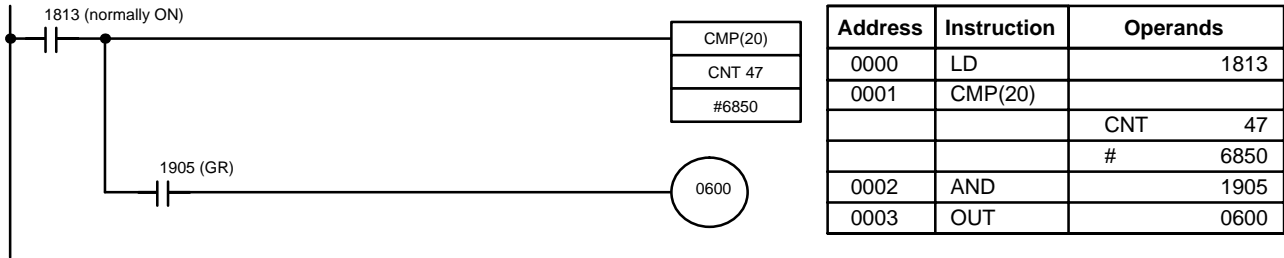 1813 (normally ON)
CMP(20)
CNT 47
#6850
1905 (GR)
0600
Address Instruction Operands
0000 LD 1813
0001 CMP(20)
CNT 47
# 6850
0002 AND 1905
0003 OUT 0600